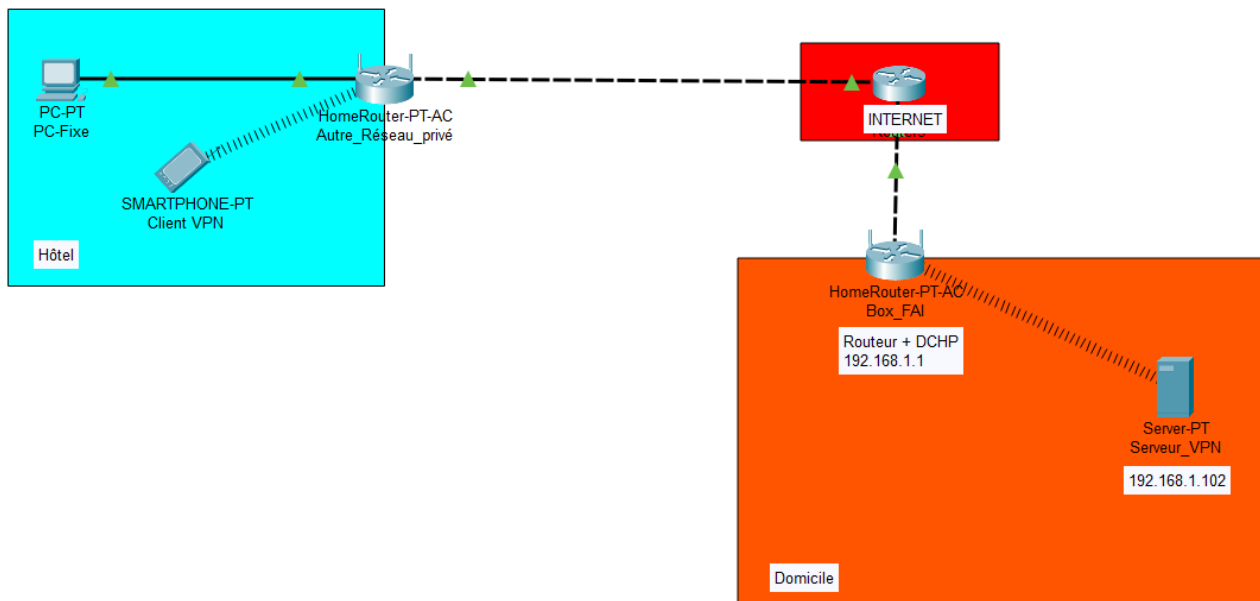 PC-PT
PC-Fixe
HomeRouter-PT-AC
Autre_Réseau_privé
SMARTPHONE-PT
Client VPN
Hôtel
INTERNET
HomeRouter-PT-AC
Box_FAI
Routeur + DCHP
192.168.1.1
Server-PT
Serveur_VPN
192.168.1.102
Domicile